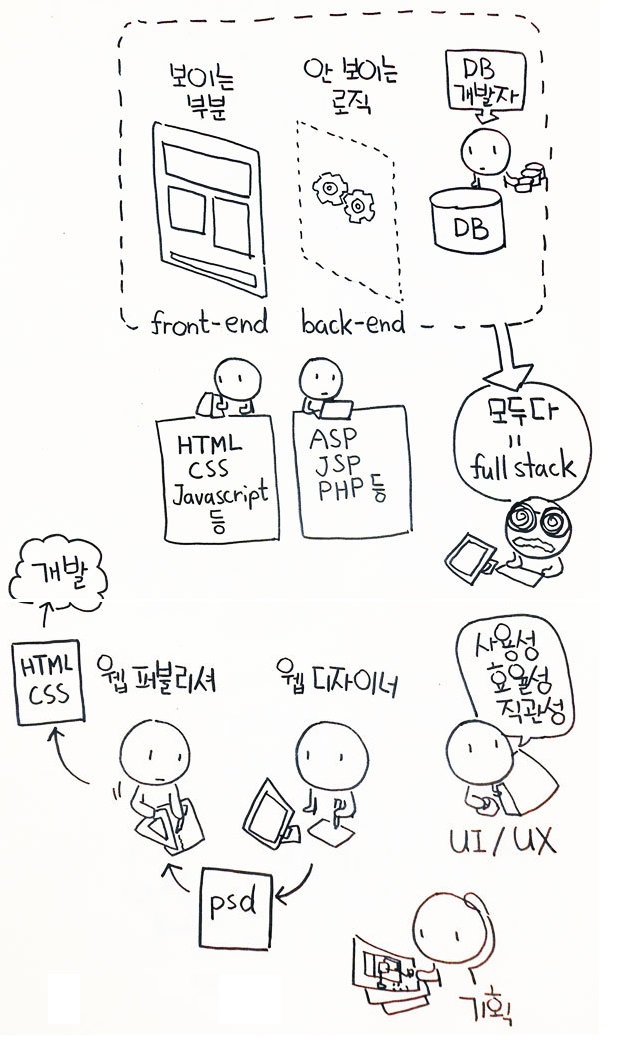 보이는
부분
안 보이는
로직
DB
개발자
DB
front-end
back-end
HTML
CSS
Javascript
등
ASP
JSP
PHP 등
모두다
=
full stack
개발
HTML
CSS
웹 퍼블리셔
웹 디자이너
사용성
효율성
직관성
UI/UX
psd
기획